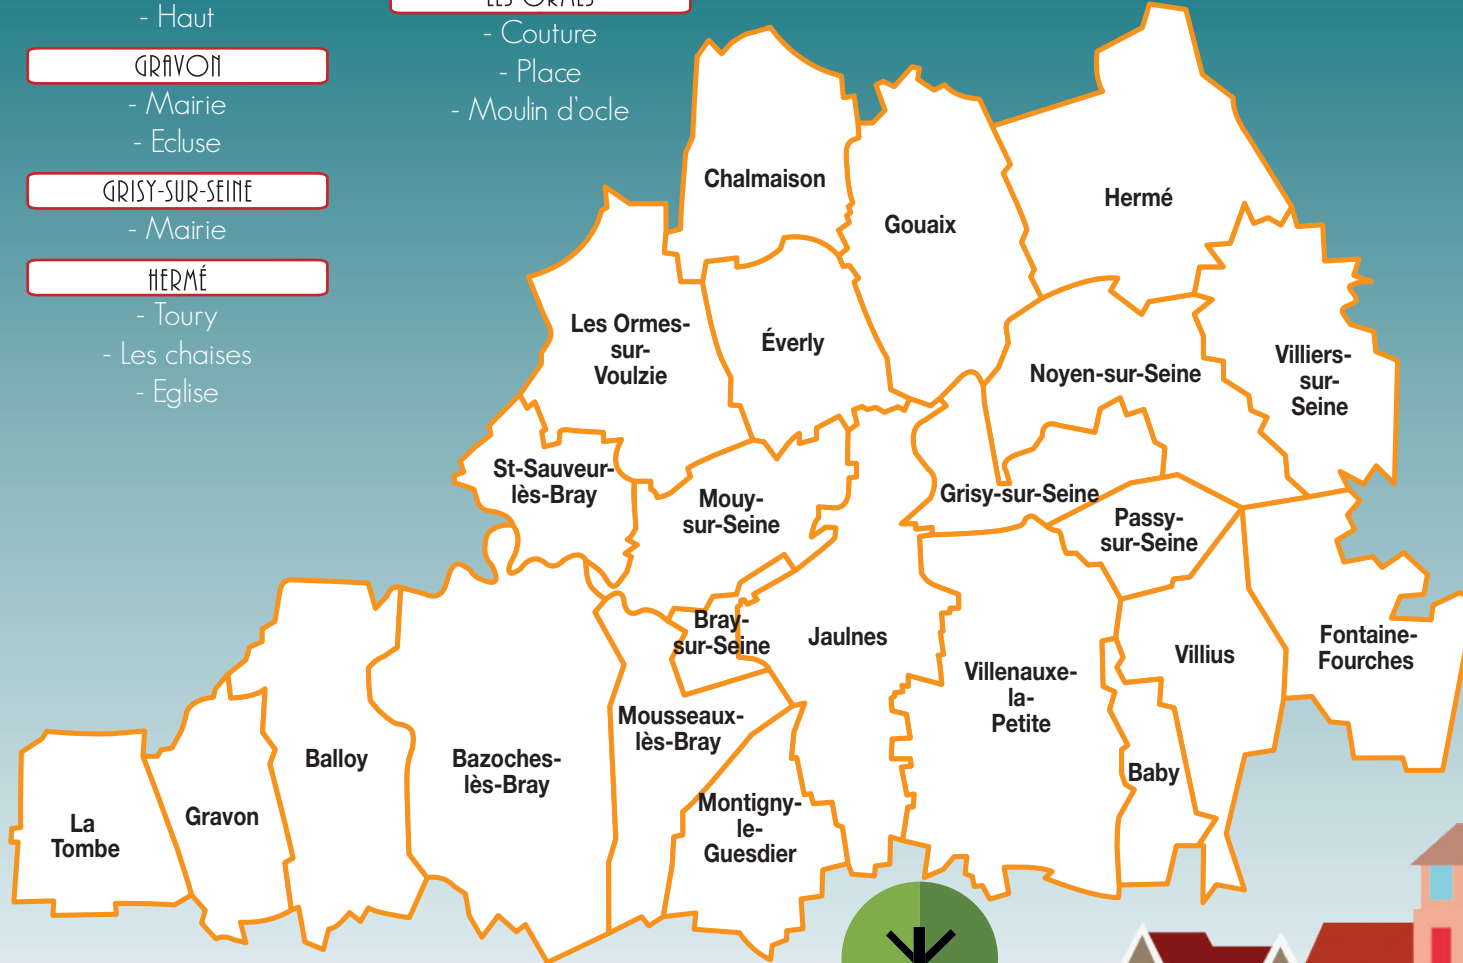 - Haut
GRAVON
- Mairie
- Ecluse
GRISY-SUR-SEINE
- Mairie
HERMÉ
- Toury
- Les chaises
- Eglise
LES ORMES
- Couture
- Place
- Moulin d'ocle
Chalmaison
Gouaix
Hermé
Les Ormes-
sur-
Voulzie
Éverly
Noyen-sur-Seine
Villiers-
sur-
Seine
St-Sauveur-
lès-Bray
Mouy-
sur-Seine
Grisy-sur-Seine
Passy-
sur-Seine
Bray-
sur-Seine
Jaulnes
Villenauxe-
la-
Petite
Villius
Fontaine-
Fourches
Mousseaux-
lès-Bray
Balloy
Bazoches-
lès-Bray
Baby
Montigny-
le-
Guesdier
Gravon
La
Tombe